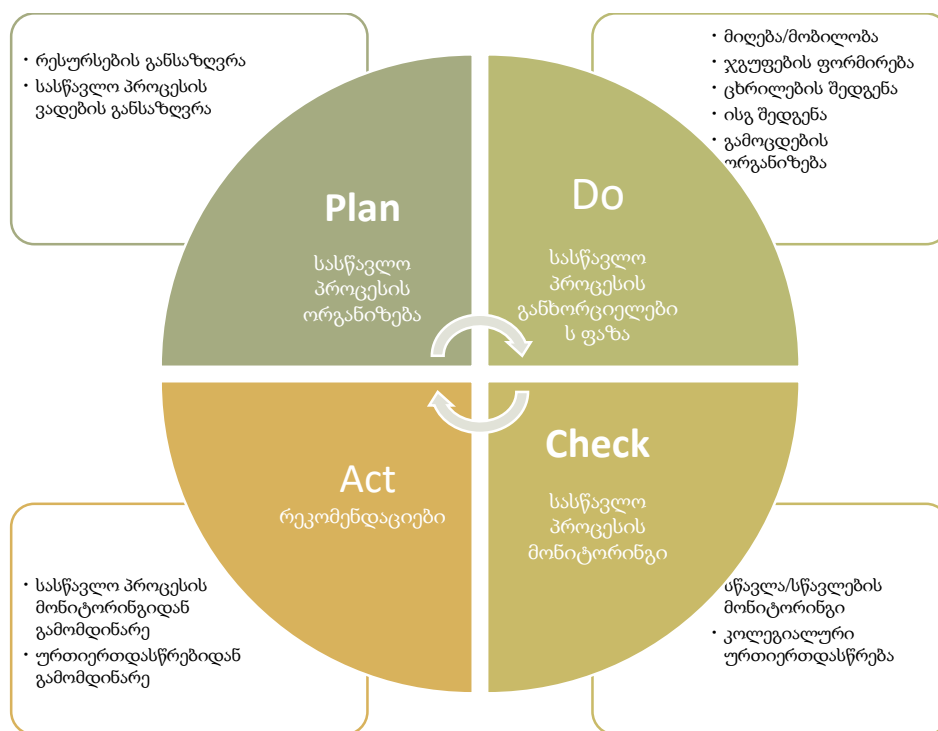 • რესურსების განსაზღვრა
• სასწავლო პროცესის
ვადების განსაზღვრა
• მიღება/მობილობა
• ჯგუფების ფორმირება
• ცხრილების შედგენა
• ისგ შედგენა
• გამოცდების
ორგანიზება
Plan
სასწავლო
პროცესის
ორგანიზება
Do
სასწავლო
პროცესის
განხორციელები
ს ფაზა
Act
რეკომენდაციები
Check
სასწავლო
პროცესის
მონიტორინგი
• სასწავლო პროცესის
მონიტორინგიდან
გამომდინარე
• ურთიერთდასწრებიდან
გამომდინარე
სწავლა/სწავლების
მონიტორინგი
• კოლეგიალური
ურთიერთდასწრება